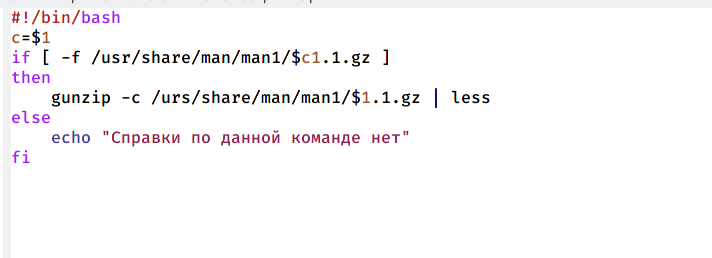 #!/bin/bash
c=$1
if [ -f /usr/share/man/man1/$c1.1.gz ]
then
    gunzip -c /urs/share/man/man1/$1.1.gz | less
else
    echo "Справки по данной команде нет"
fi